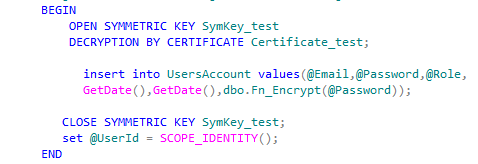 BEGIN
OPEN SYMMETRIC KEY SymKey_test
DECRYPTION BY CERTIFICATE Certificate_test;
insert into UsersAccount values(@Email,@Password,@Role,
GetDate(),GetDate(),dbo.Fn_Encrypt(@Password));
CLOSE SYMMETRIC KEY SymKey_test;
set @UserId = SCOPE_IDENTITY();
END